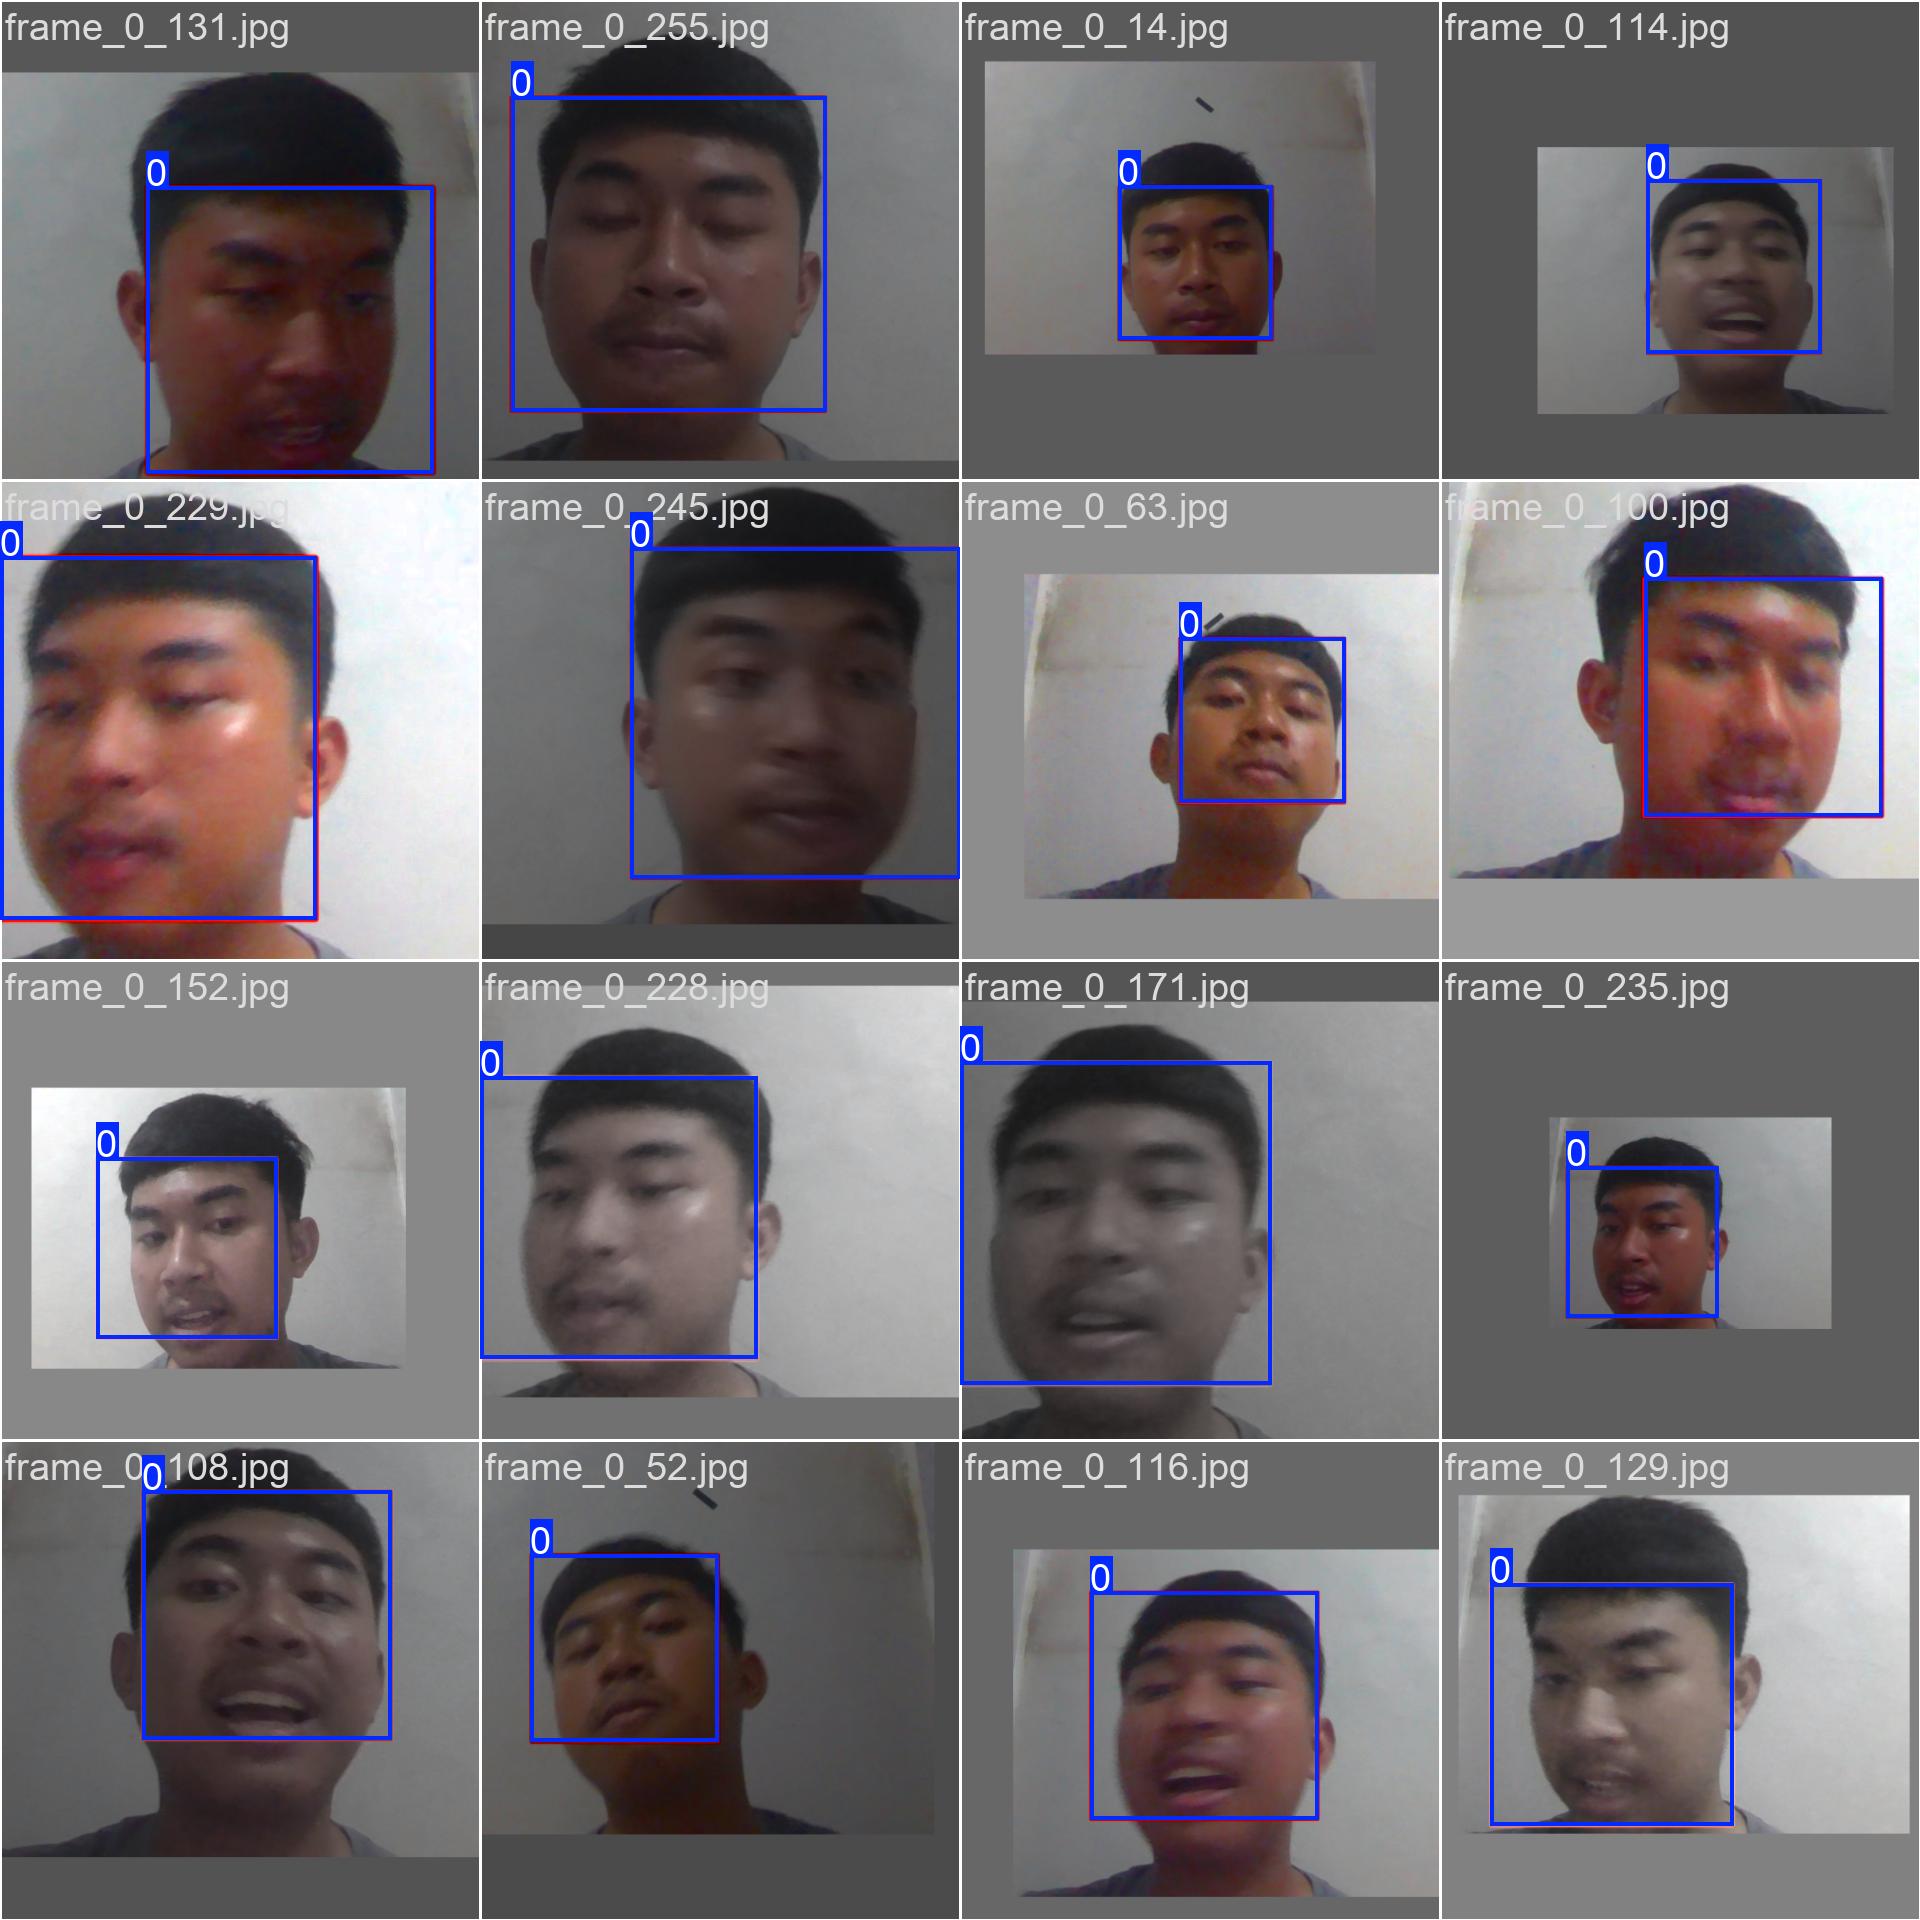 frame_0_131.jpg
0
frame_0_255.jpg
0
frame_0_14.jpg
0
frame_0_114.jpg
0
frame_0_229.jpg
0
frame_0_245.jpg
0
frame_0_63.jpg
0
frame_0_100.jpg
0
frame_0_152.jpg
0
frame_0_228.jpg
0
frame_0_171.jpg
0
frame_0_235.jpg
0
frame_0_108.jpg
0
frame_0_52.jpg
0
frame_0_116.jpg
0
frame_0_129.jpg
0